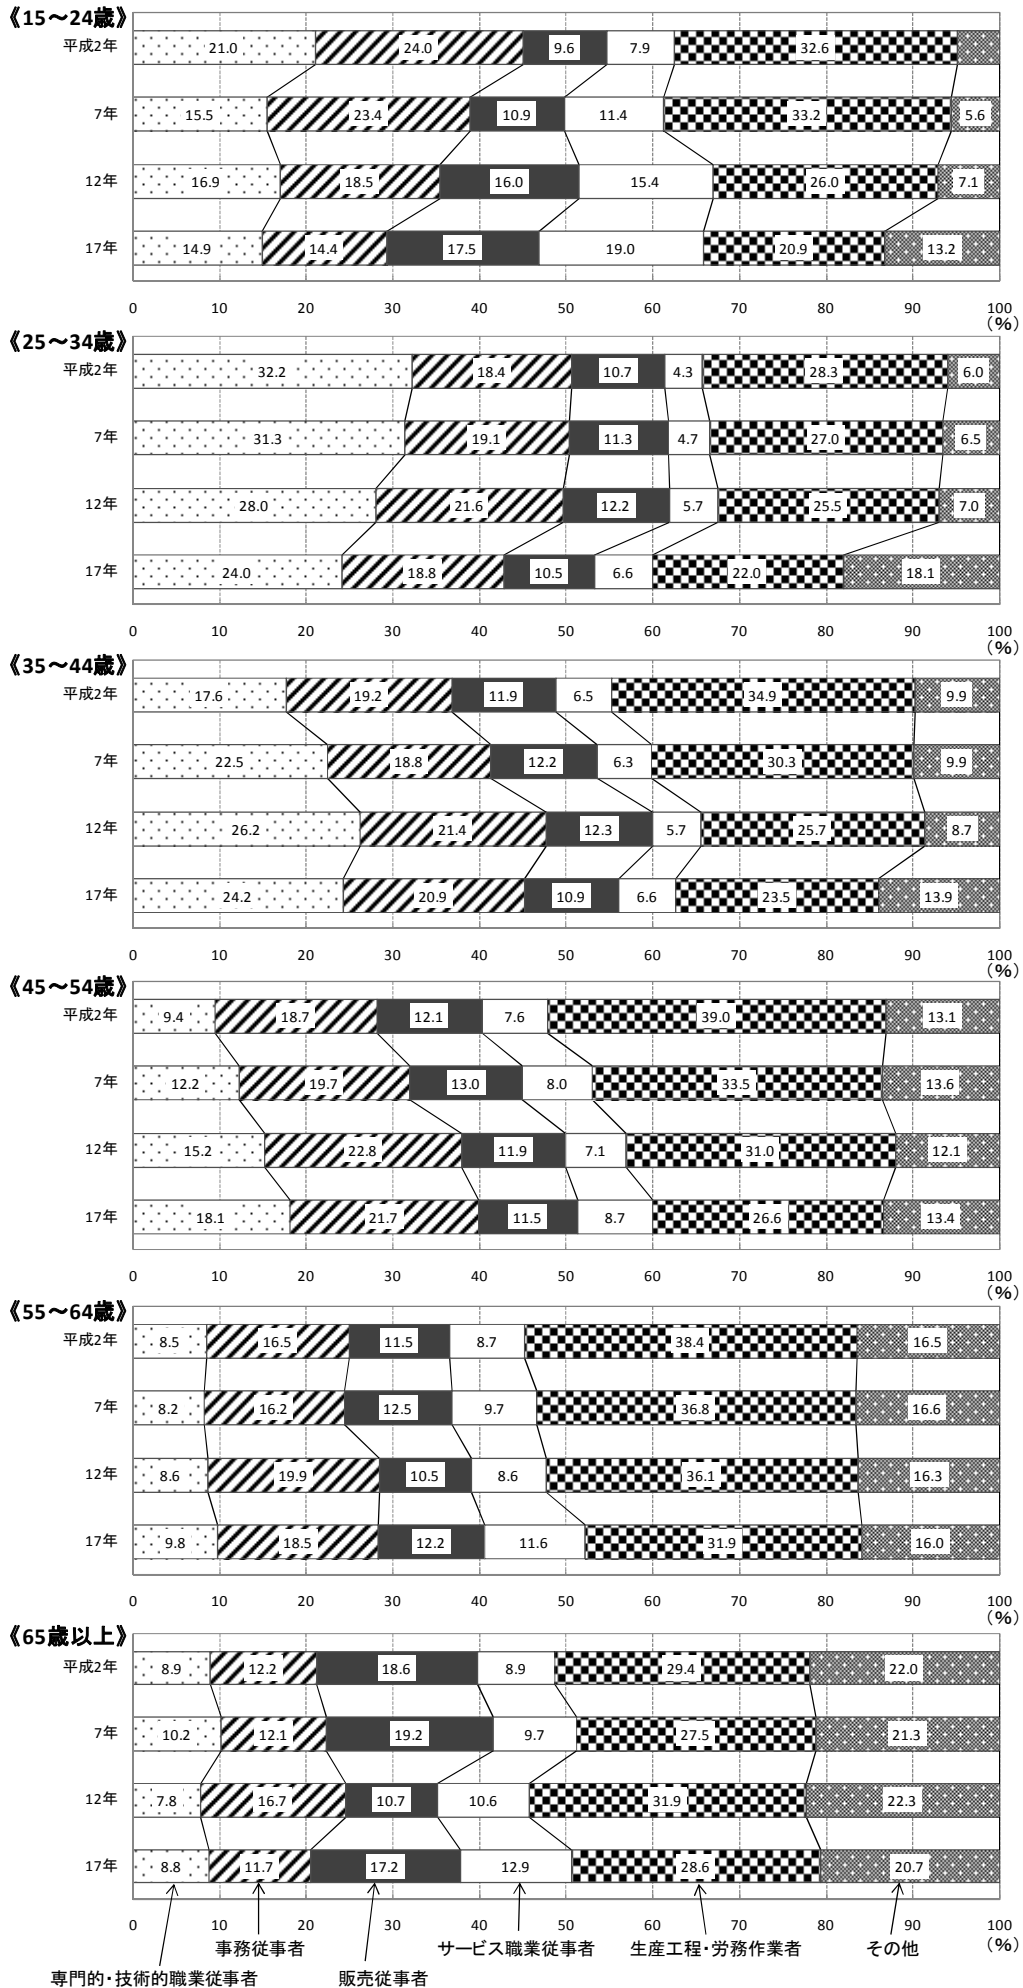 《15～24歳》
平成2年 21.0 24.0 9.6 7.9 32.6
7年 15.5 23.4 10.9 11.4 33.2 5.6
12年 16.9 18.5 16.0 15.4 26.0 7.1
17年 14.9 14.4 17.5 19.0 20.9 13.2
0 10 20 30 40 50 60 70 80 90 100
(%)
《25～34歳》
平成2年 32.2 18.4 10.7 4.3 28.3 6.0
7年 31.3 19.1 11.3 4.7 27.0 6.5
12年 28.0 21.6 12.2 5.7 25.5 7.0
17年 24.0 18.8 10.5 6.6 22.0 18.1
0 10 20 30 40 50 60 70 80 90 100
(%)
《35～44歳》
平成2年 17.6 19.2 11.9 6.5 34.9 9.9
7年 22.5 18.8 12.2 6.3 30.3 9.9
12年 26.2 21.4 12.3 5.7 25.7 8.7
17年 24.2 20.9 10.9 6.6 23.5 13.9
0 10 20 30 40 50 60 70 80 90 100
(%)
《45～54歳》
平成2年 9.4 18.7 12.1 7.6 39.0 13.1
7年 12.2 19.7 13.0 8.0 33.5 13.6
12年 15.2 22.8 11.9 7.1 31.0 12.1
17年 18.1 21.7 11.5 8.7 26.6 13.4
0 10 20 30 40 50 60 70 80 90 100
(%)
《55～64歳》
平成2年 8.5 16.5 11.5 8.7 38.4 16.5
7年 8.2 16.2 12.5 9.7 36.8 16.6
12年 8.6 19.9 10.5 8.6 36.1 16.3
17年 9.8 18.5 12.2 11.6 31.9 16.0
0 10 20 30 40 50 60 70 80 90 100
(%)
《65歳以上》
平成2年 8.9 12.2 18.6 8.9 29.4 22.0
7年 10.2 12.1 19.2 9.7 27.5 21.3
12年 7.8 16.7 10.7 10.6 31.9 22.3
17年 8.8 11.7 17.2 12.9 28.6 20.7
0 10 20 30 40 50 60 70 80 90 100
(%)
事務従事者 サービス職業従事者 生産工程・労務作業者 その他
専門的・技術的職業従事者 販売従事者